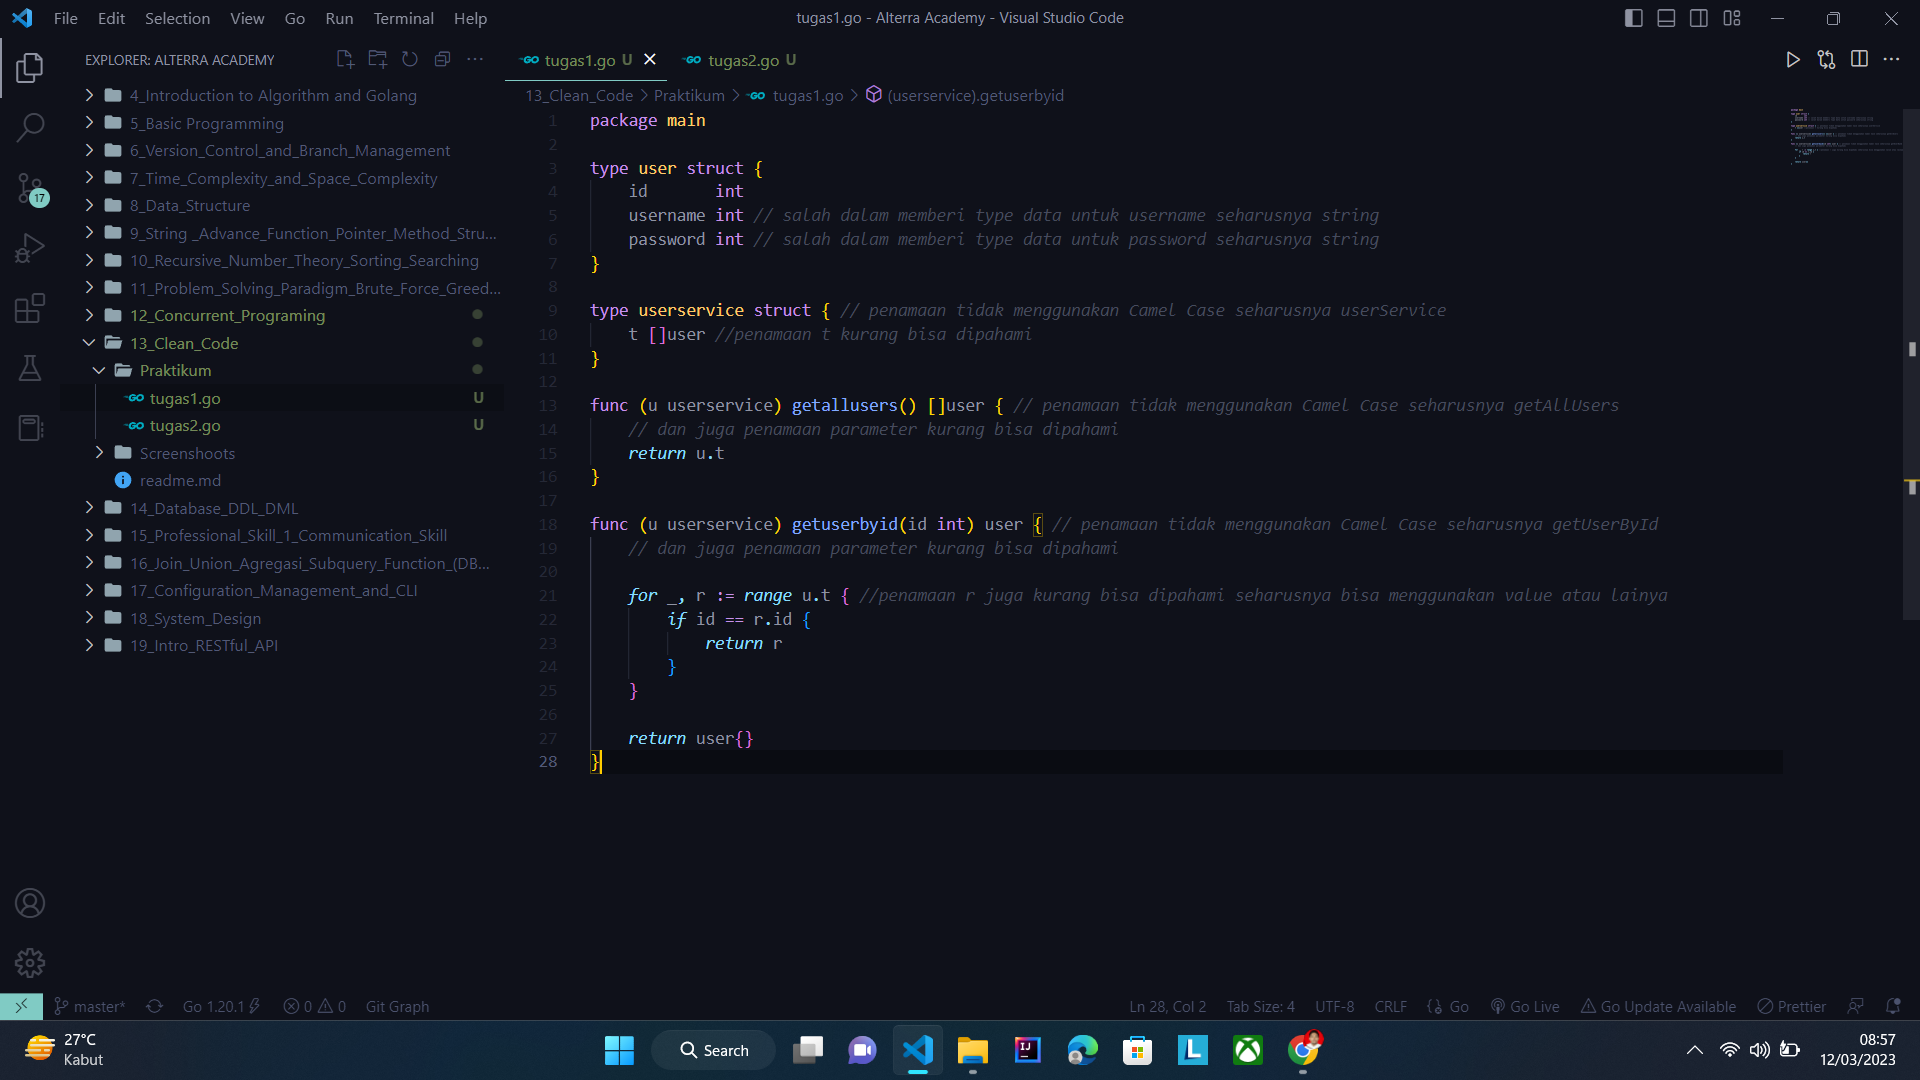 File Edit Selection View Go Run Terminal Help
tugas1.go - Alterra Academy - Visual Studio Code
EXPLORER: ALTERRA ACADEMY
17
4_Introduction to Algorithm and Golang
5_Basic Programming
6_Version_Control_and_Branch_Management
7_Time_Complexity_and_Space_Complexity
8_Data_Structure
9_String _Advance_Function_Pointer_Method_Stru...
10_Recursive_Number_Theory_Sorting_Searching
11_Problem_Solving_Paradigm_Brute_Force_Greed...
12_Concurrent_Programing
13_Clean_Code
Praktikum
tugas1.go U
tugas2.go U
Screenshoots
readme.md
14_Database_DDL_DML
15_Professional_Skill_1_Communication_Skill
16_Join_Union_Agregasi_Subquery_Function_(DB...
17_Configuration_Management_and_CLI
18_System_Design
19_Intro_RESTful_API
GO tugas1.go U GO tugas2.go U
13_Clean_Code > Praktikum > GO tugas1.go > (userservice).getuserbyid
1 package main
2
3 type user struct {
4     id       int
5     username int // salah dalam memberi type data untuk username seharusnya string
6     password int // salah dalam memberi type data untuk password seharusnya string
7 }
8
9 type userservice struct { // penamaan tidak menggunakan Camel Case seharusnya userService
10     t []user //penamaan t kurang bisa dipahami
11 }
12
13 func (u userservice) getallusers() []user { // penamaan tidak menggunakan Camel Case seharusnya getAllUsers
14     // dan juga penamaan parameter kurang bisa dipahami
15     return u.t
16 }
17
18 func (u userservice) getuserbyid(id int) user { // penamaan tidak menggunakan Camel Case seharusnya getUserById
19     // dan juga penamaan parameter kurang bisa dipahami
20
21     for _, r := range u.t { //penamaan r juga kurang bisa dipahami seharusnya bisa menggunakan value atau lainya
22         if id == r.id {
23             return r
24         }
25     }
26
27     return user{}
28 }
master* Go 1.20.1 0 0 Git Graph
Ln 28, Col 2 Tab Size: 4 UTF-8 CRLF {} Go Go Live Go Update Available Prettier
27°C
Kabut
Search
08:57
12/03/2023